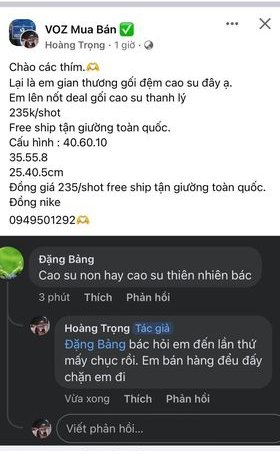 VOZ Mua Bán ✅
Hoàng Trọng · 1 giờ ·
Chào các thím.🫶
Lại là em gian thương gối đệm cao su đây ạ.
Em lên nốt deal gối cao su thanh lý
235k/shot
Free ship tận giường toàn quốc.
Cấu hình : 40.60.10
35.55.8
25.40.5cm
Đồng giá 235/shot free ship tận giường toàn quốc.
Đồng nike
0949501292🫶
Đặng Bảng
Cao su non hay cao su thiên nhiên bác
3 phút Thích Phản hồi
Hoàng Trọng Tác giả
Đặng Bảng bác hỏi em đến lần thứ
mấy chục rồi. Em bán hàng đều đấy
chặn em đi
Vừa xong Thích Phản hồi
Viết phản hồi...